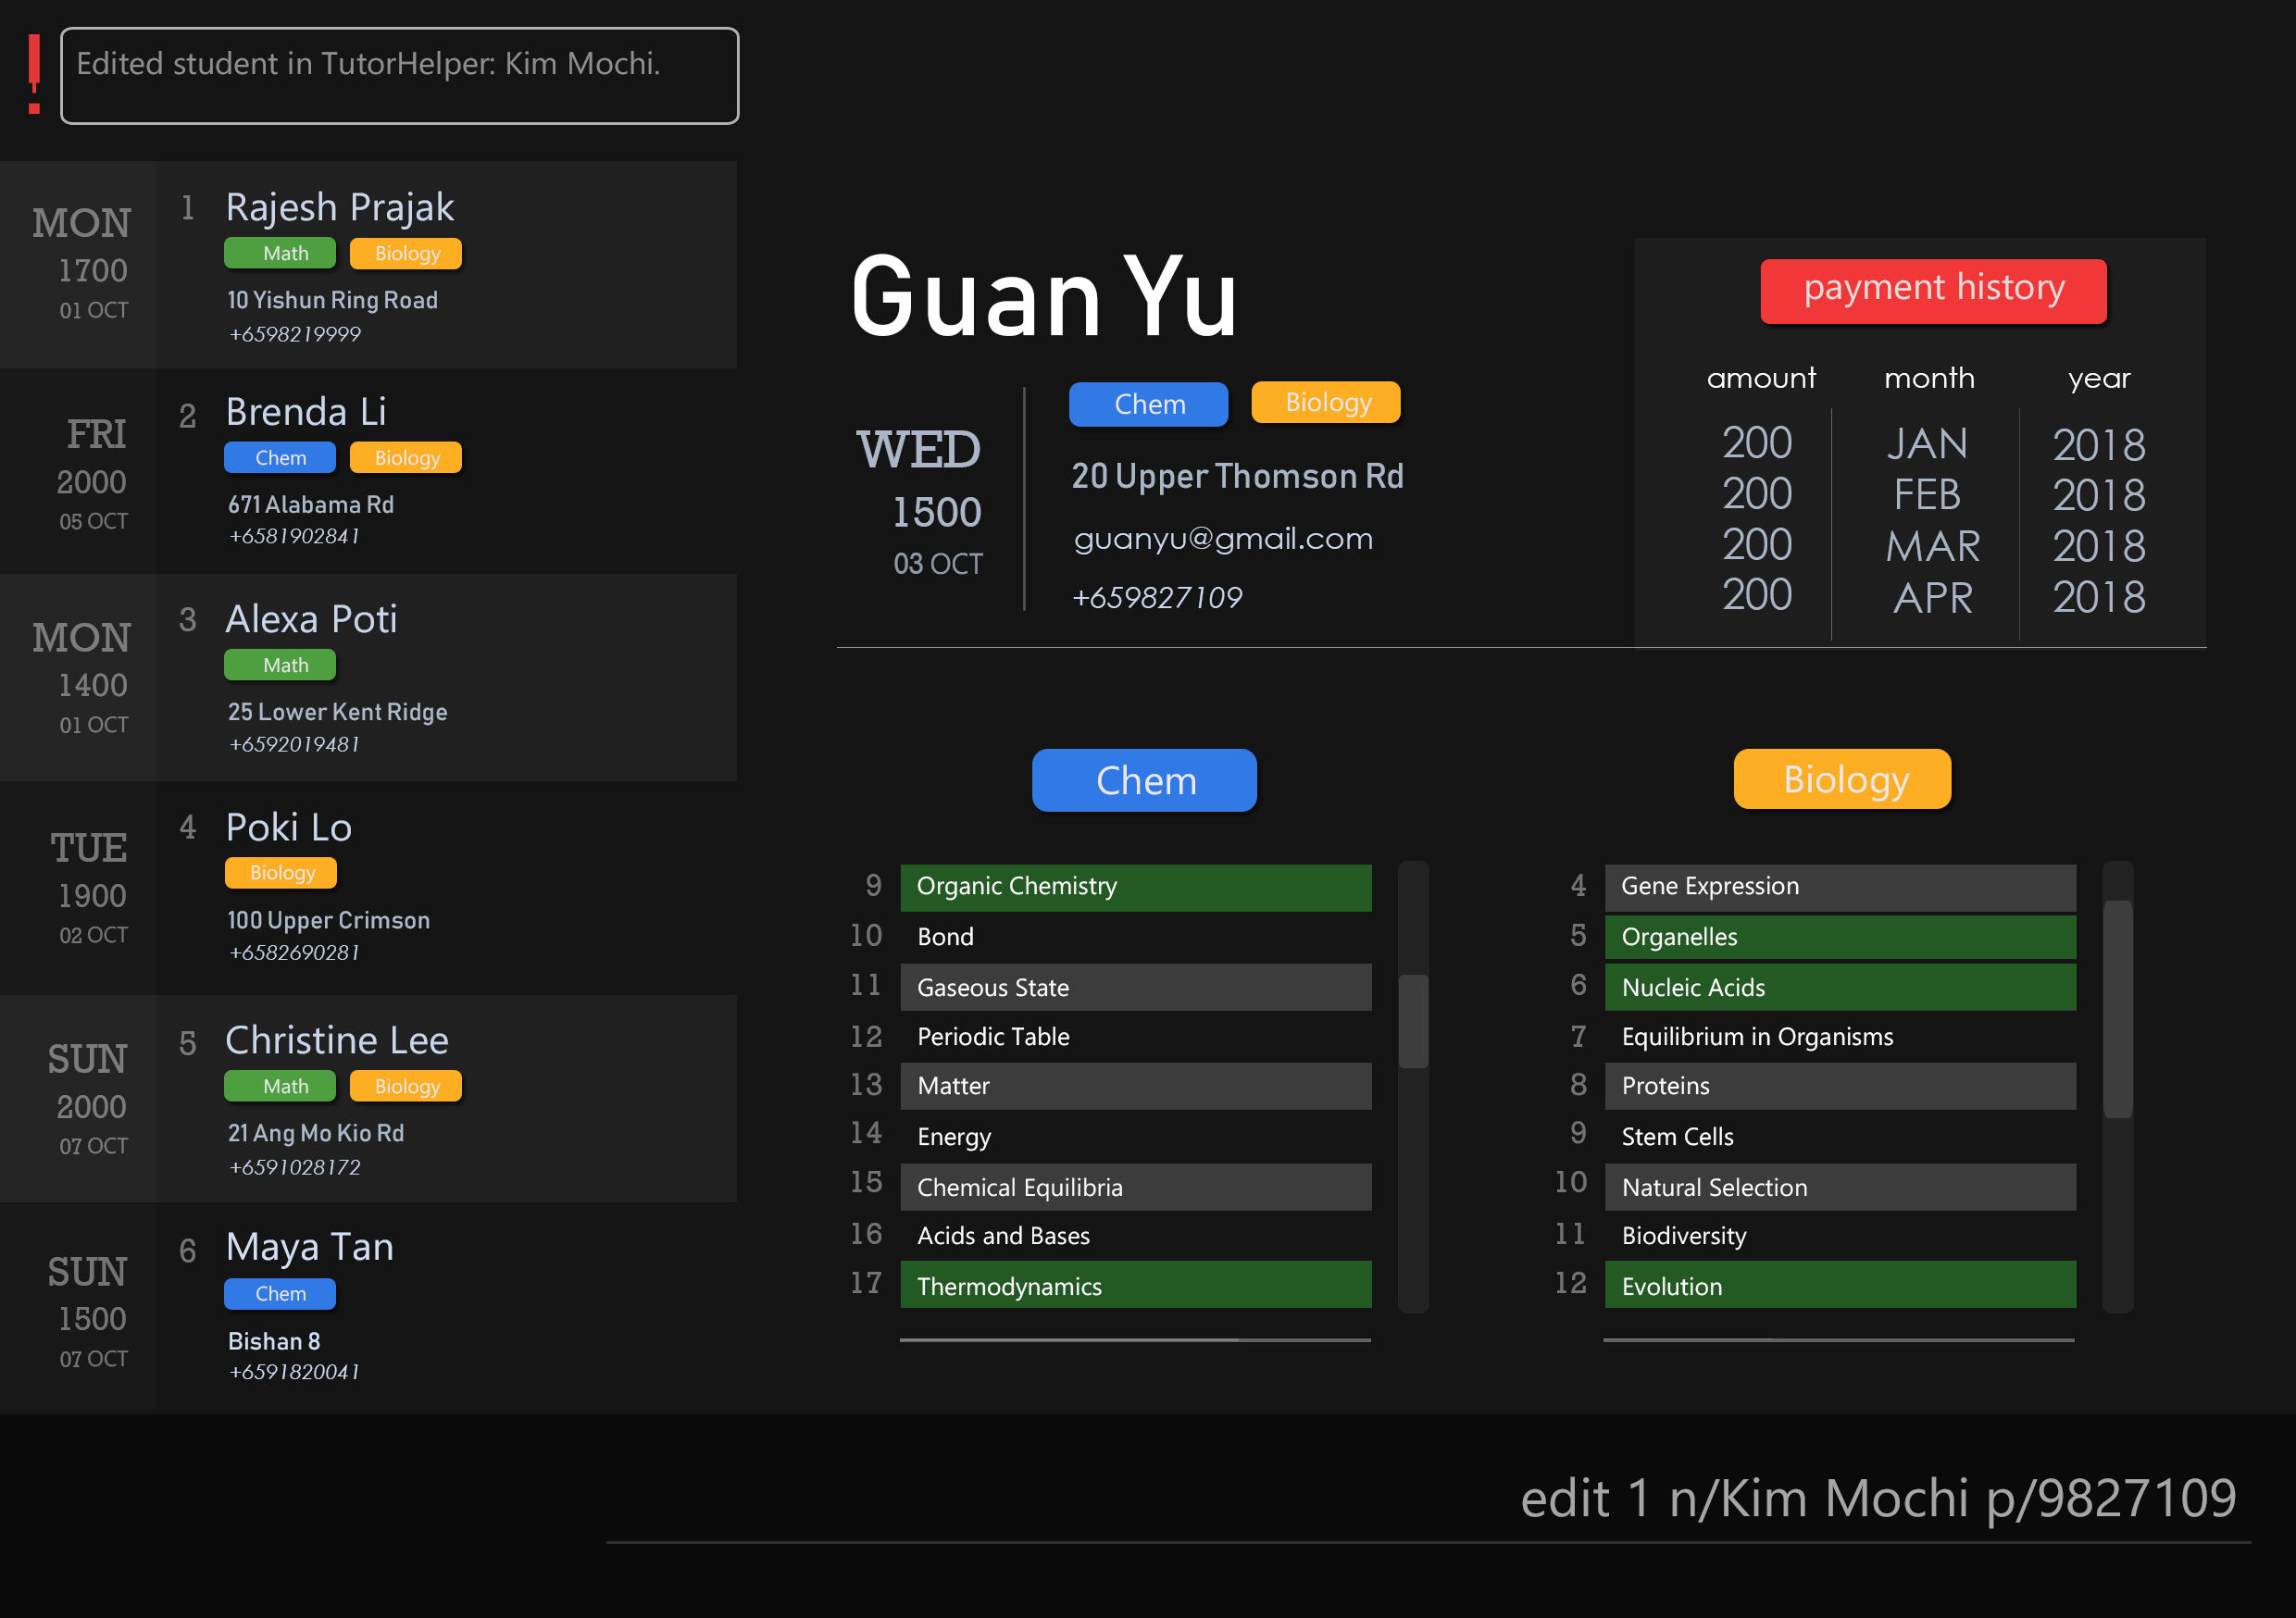 Edited student in TutorHelper: Kim Mochi.
MON
1700
01 OCT
1 Rajesh Prajak
Math Biology
10 Yishun Ring Road
+6598219999
FRI
2000
05 OCT
2 Brenda Li
Chem Biology
671 Alabama Rd
+6581902841
MON
1400
01 OCT
3 Alexa Poti
Math
25 Lower Kent Ridge
+6592019481
TUE
1900
02 OCT
4 Poki Lo
Biology
100 Upper Crimson
+6582690281
SUN
2000
07 OCT
5 Christine Lee
Math Biology
21 Ang Mo Kio Rd
+6591028172
SUN
1500
07 OCT
6 Maya Tan
Chem
Bishan 8
+6591820041
Guan Yu
WED
1500
03 OCT
Chem Biology
20 Upper Thomson Rd
guanyu@gmail.com
+659827109
payment history
amount month year
200 JAN 2018
200 FEB 2018
200 MAR 2018
200 APR 2018
Chem
9 Organic Chemistry
10 Bond
11 Gaseous State
12 Periodic Table
13 Matter
14 Energy
15 Chemical Equilibria
16 Acids and Bases
17 Thermodynamics
Biology
4 Gene Expression
5 Organelles
6 Nucleic Acids
7 Equilibrium in Organisms
8 Proteins
9 Stem Cells
10 Natural Selection
11 Biodiversity
12 Evolution
edit 1 n/Kim Mochi p/9827109